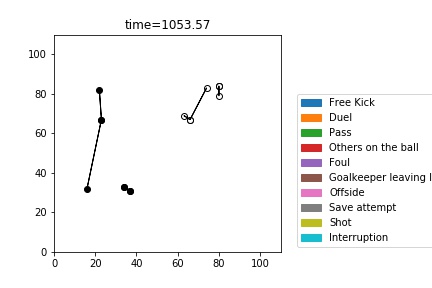 time=1053.57
100
80
60
40
20
0
0 20 40 60 80 100
Free Kick
Duel
Pass
Others on the ball
Foul
Goalkeeper leaving l
Offside
Save attempt
Shot
Interruption